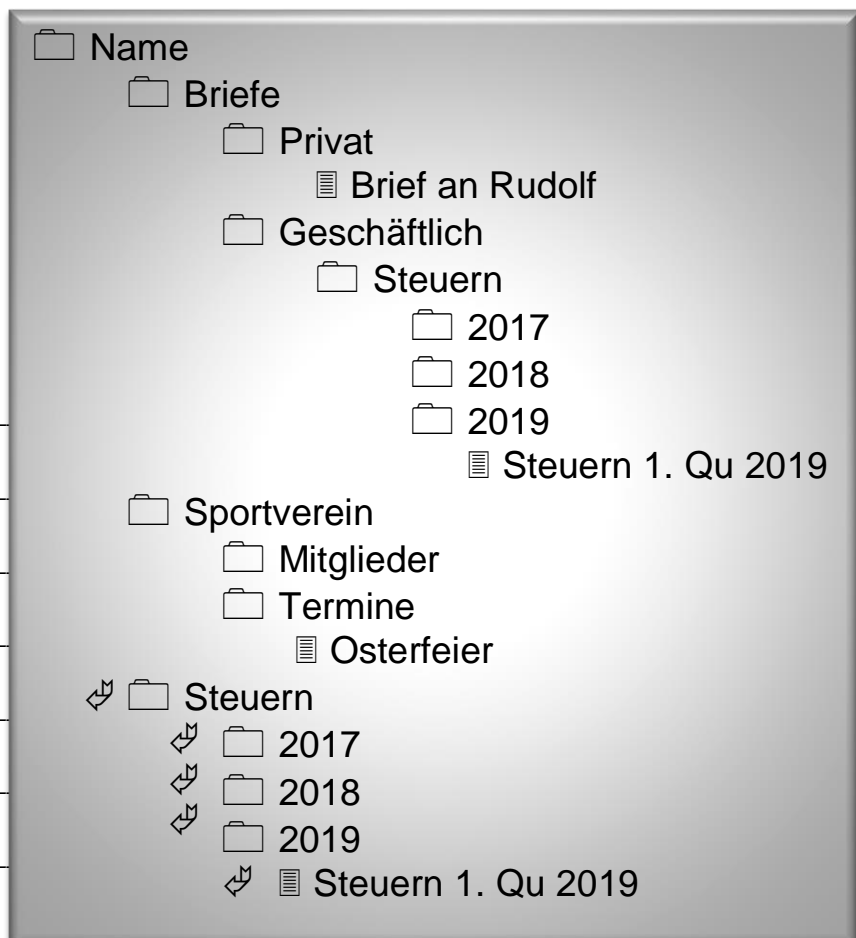 Name
Briefe
Privat
Brief an Rudolf
Geschäftlich
Steuern
2017
2018
2019
Steuern 1. Qu 2019
Sportverein
Mitglieder
Termine
Osterfeier
Steuern
2017
2018
2019
Steuern 1. Qu 2019